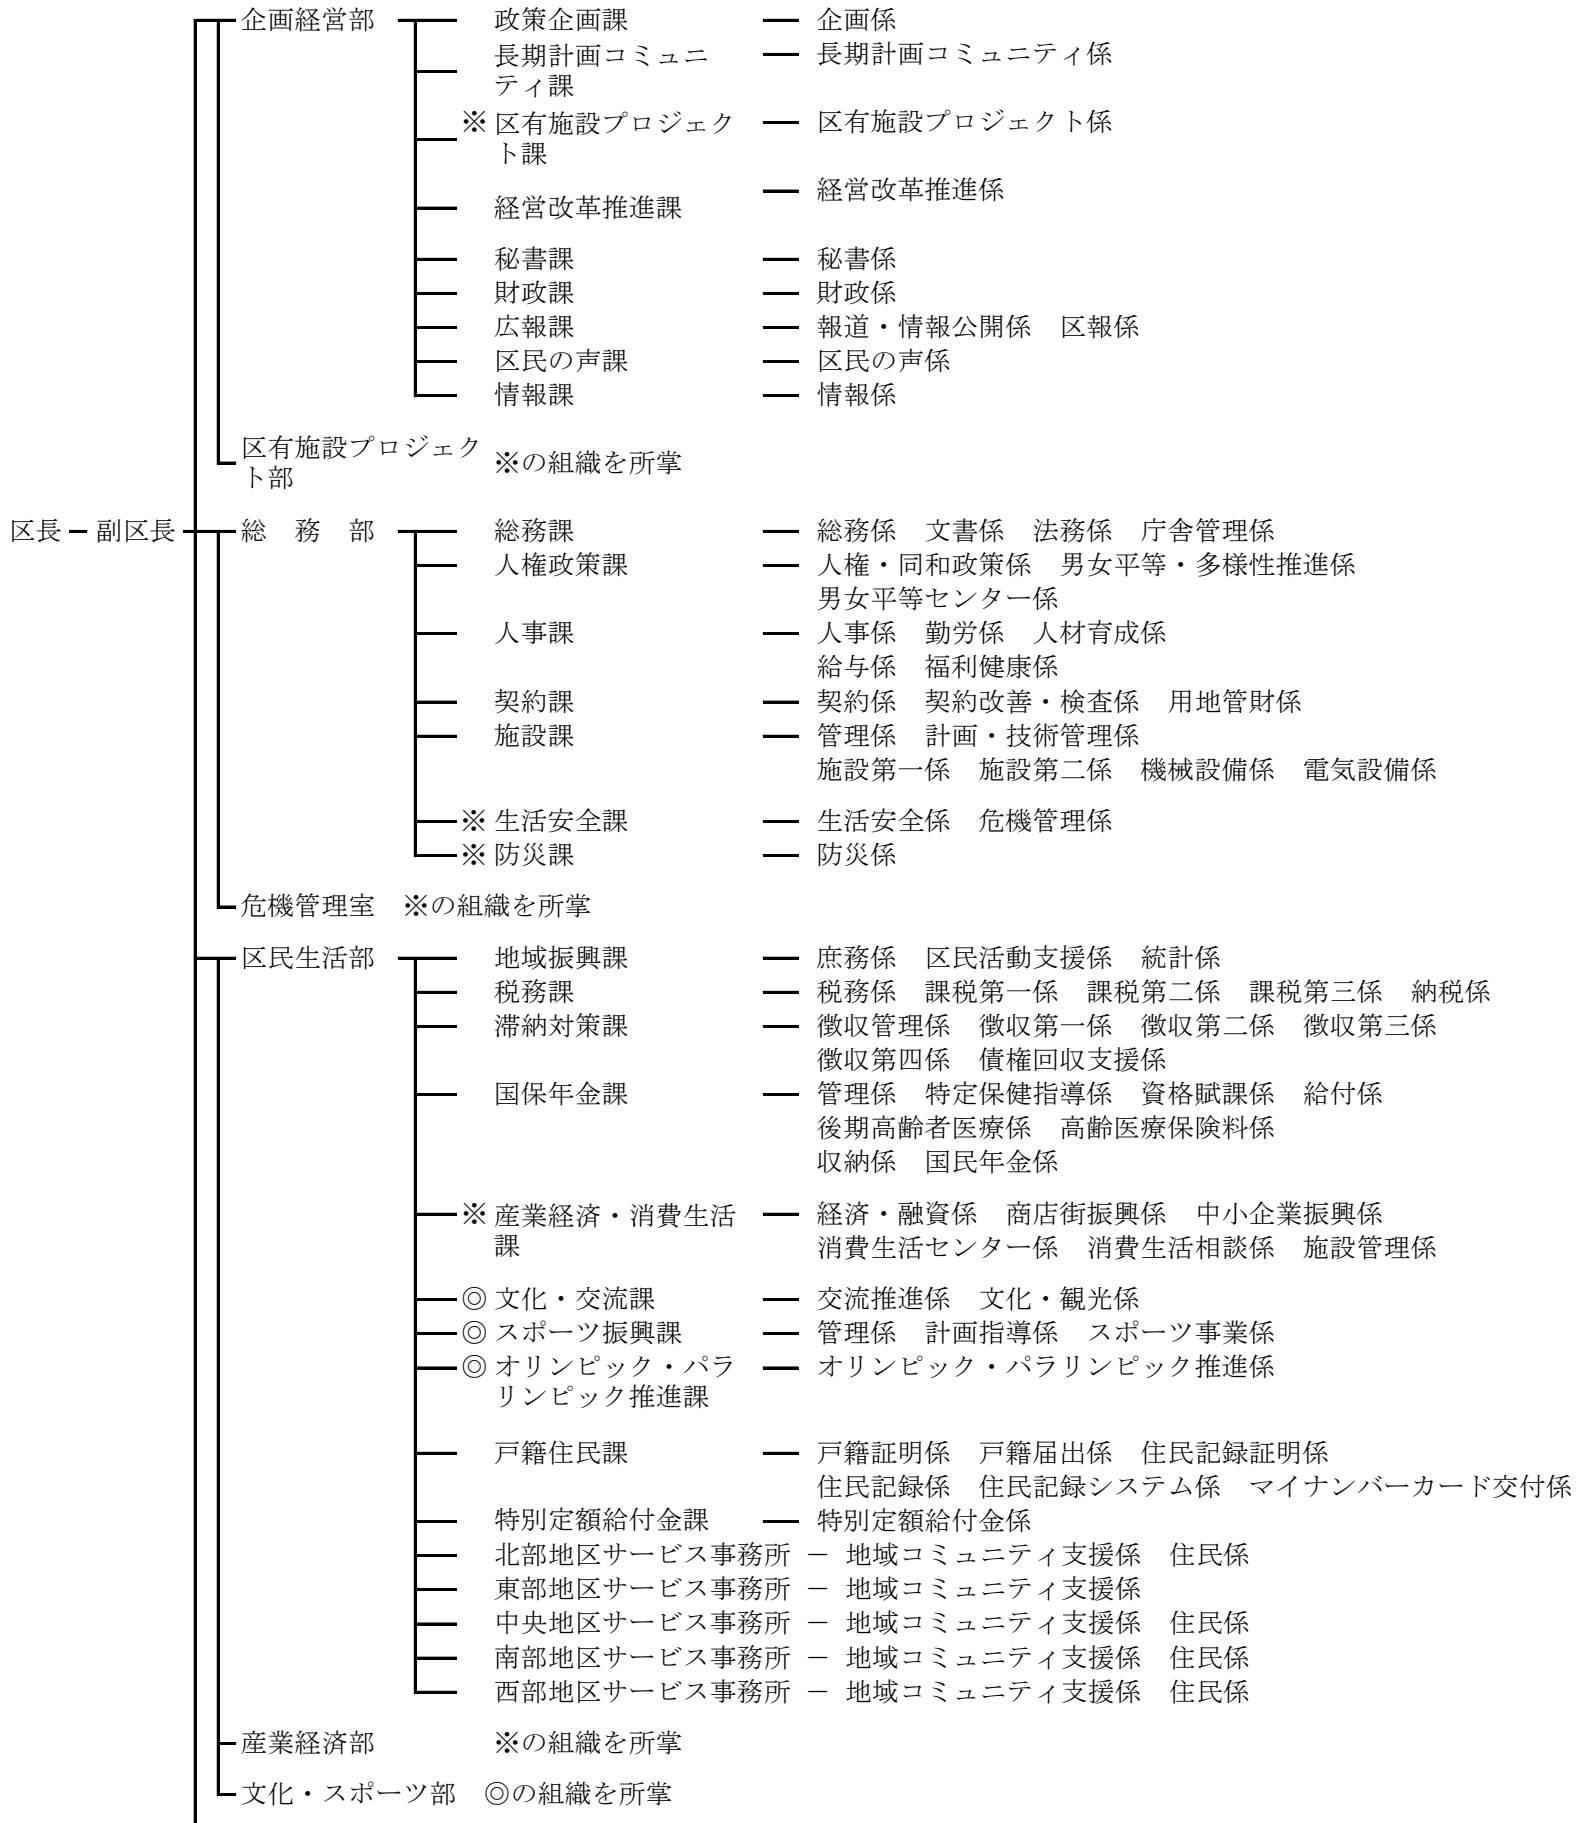 企画経営部 政策企画課 企画係
長期計画コミュニ 長期計画コミュニティ係
ティ課
※ 区有施設プロジェク 区有施設プロジェクト係
ト課
経営改革推進係
経営改革推進課
秘書課 秘書係
財政課 財政係
広報課 報道・情報公開係 区報係
区民の声課 区民の声係
情報課 情報係
区有施設プロジェク
ト部
※の組織を所掌
区長 副区長 総 務 部 総務課 総務係 文書係 法務係 庁舎管理係
人権政策課 人権・同和政策係 男女平等・多様性推進係
男女平等センター係
人事課 人事係 勤労係 人材育成係
給与係 福利健康係
契約課 契約係 契約改善・検査係 用地管財係
施設課 管理係 計画・技術管理係
施設第一係 施設第二係 機械設備係 電気設備係
※ 生活安全課 生活安全係 危機管理係
※ 防災課 防災係
危機管理室 ※の組織を所掌
区民生活部 地域振興課 庶務係 区民活動支援係 統計係
税務課 税務係 課税第一係 課税第二係 課税第三係 納税係
滞納対策課 徴収管理係 徴収第一係 徴収第二係 徴収第三係
徴収第四係 債権回収支援係
国保年金課 管理係 特定保健指導係 資格賦課係 給付係
後期高齢者医療係 高齢医療保険料係
収納係 国民年金係
※ 産業経済・消費生活 経済・融資係 商店街振興係 中小企業振興係
課 消費生活センター係 消費生活相談係 施設管理係
◎ 文化・交流課 交流推進係 文化・観光係
◎ スポーツ振興課 管理係 計画指導係 スポーツ事業係
◎ オリンピック・パラ オリンピック・パラリンピック推進係
リンピック推進課
戸籍住民課 戸籍証明係 戸籍届出係 住民記録証明係
住民記録係 住民記録システム係 マイナンバーカード交付係
特別定額給付金課 特別定額給付金係
北部地区サービス事務所 － 地域コミュニティ支援係 住民係
東部地区サービス事務所 － 地域コミュニティ支援係
中央地区サービス事務所 － 地域コミュニティ支援係 住民係
南部地区サービス事務所 － 地域コミュニティ支援係 住民係
西部地区サービス事務所 － 地域コミュニティ支援係 住民係
産業経済部 ※の組織を所掌
文化・スポーツ部 ◎の組織を所掌